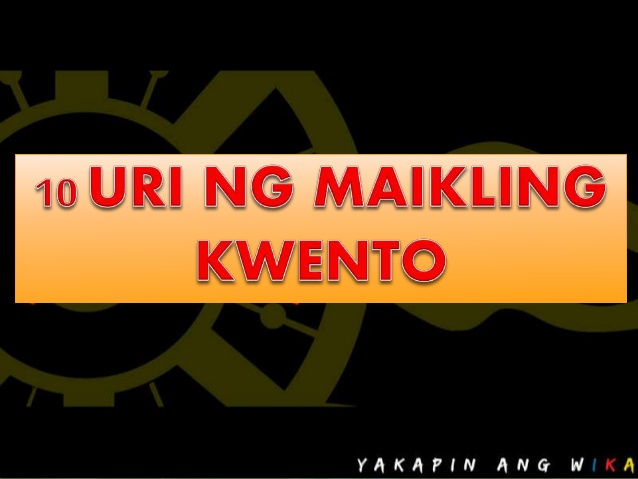 10 URI NG MAIKLING
KWENTO
YAKAPIN ANG WIKA